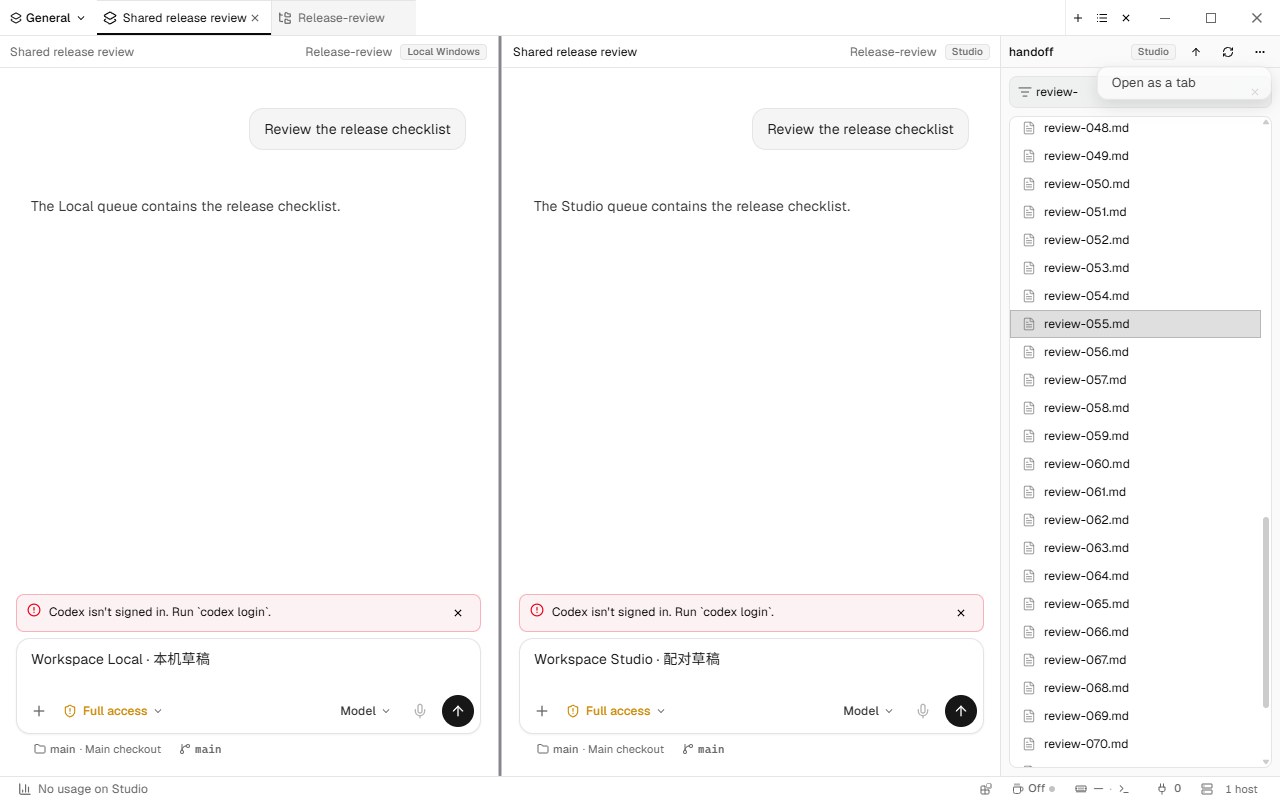 General
Shared release review
Release-review
Shared release review
Release-review
Local Windows
Review the release checklist
The Local queue contains the release checklist.
Codex isn't signed in. Run `codex login`.
Workspace Local · 本机草稿
Full access
Model
main · Main checkout
main
Shared release review
Release-review
Studio
Review the release checklist
The Studio queue contains the release checklist.
Codex isn't signed in. Run `codex login`.
Workspace Studio · 配对草稿
Full access
Model
main · Main checkout
main
handoff
Studio
Open as a tab
review-
review-048.md
review-049.md
review-050.md
review-051.md
review-052.md
review-053.md
review-054.md
review-055.md
review-056.md
review-057.md
review-058.md
review-059.md
review-060.md
review-061.md
review-062.md
review-063.md
review-064.md
review-065.md
review-066.md
review-067.md
review-068.md
review-069.md
review-070.md
No usage on Studio
Off
— ·
0
1 host